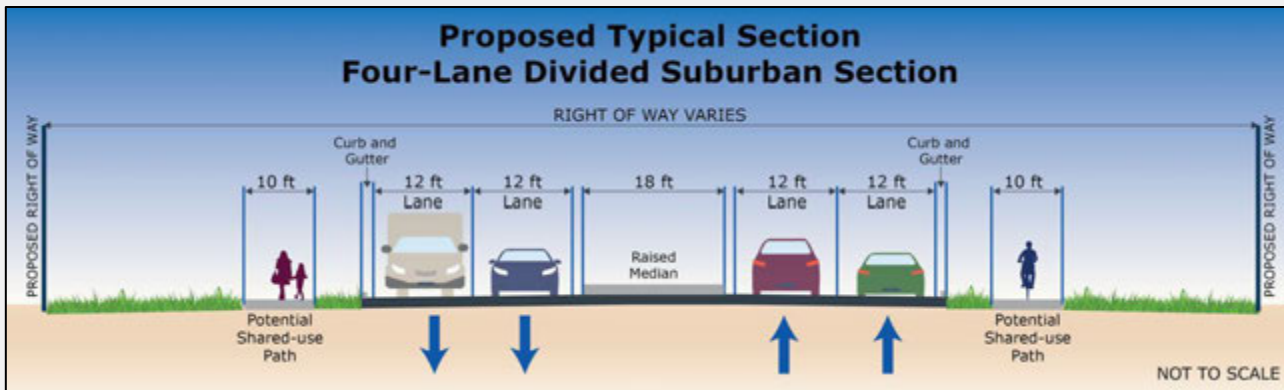 Proposed Typical Section
Four-Lane Divided Suburban Section
RIGHT OF WAY VARIES
PROPOSED RIGHT OF WAY
Curb and
Gutter
Curb and
Gutter
10 ft
12 ft
Lane
12 ft
Lane
18 ft
12 ft
Lane
12 ft
Lane
10 ft
PROPOSED RIGHT OF WAY
Raised
Median
Potential
Shared-use
Path
Potential
Shared-use
Path
NOT TO SCALE